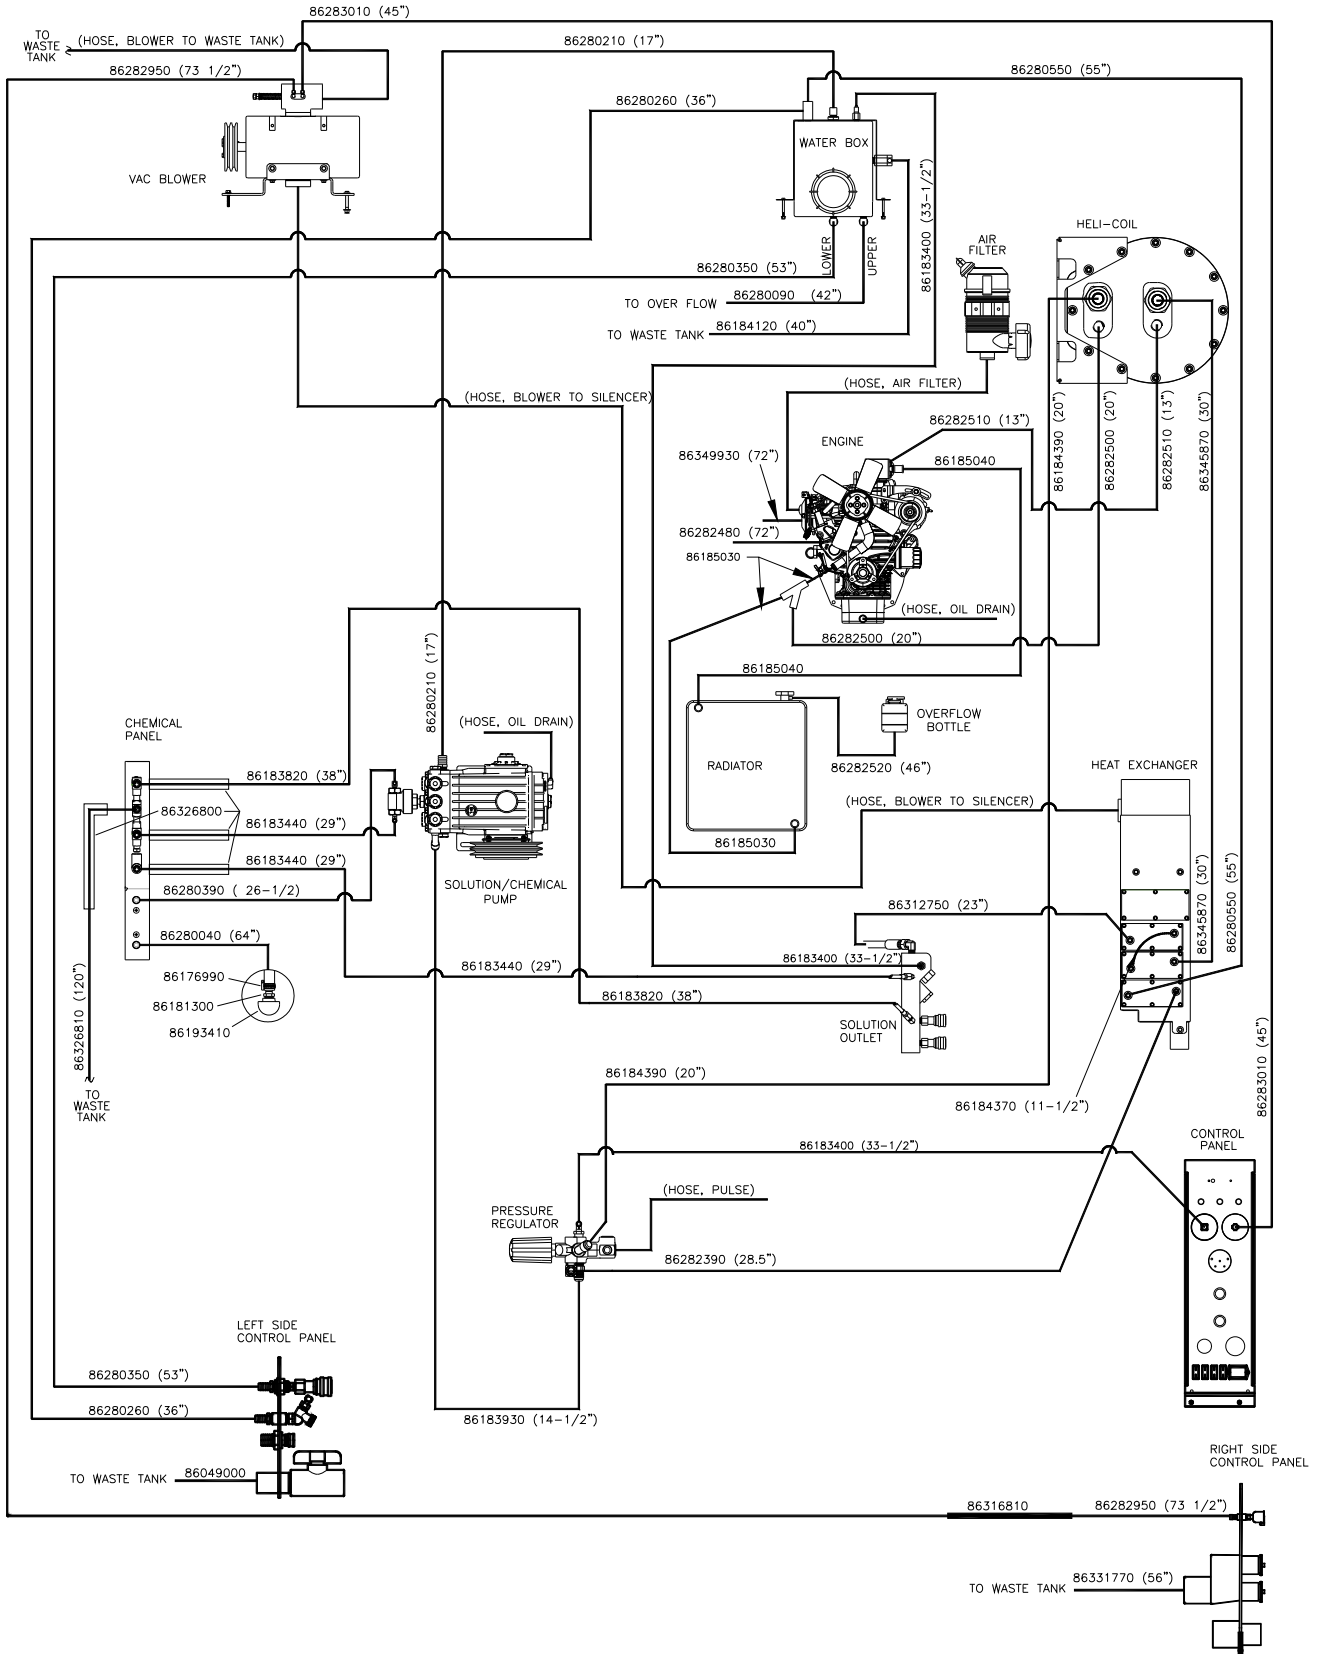 86283010 (45")
TO
WASTE
TANK
(HOSE, BLOWER TO WASTE TANK)
86280210 (17")
86282950 (73 1/2")
86280550 (55")
86280260 (36")
WATER BOX
VAC BLOWER
86183400 (33-1/2")
HELI-COIL
AIR
FILTER
LOWER
UPPER
86280350 (53")
TO OVER FLOW
86280090 (42")
TO WASTE TANK
86184120 (40")
(HOSE, AIR FILTER)
(HOSE, BLOWER TO SILENCER)
86184390 (20")
86282500 (20")
86282510 (13")
86345870 (30")
86282510 (13")
ENGINE
86349930 (72")
86185040
86282480 (72")
86185030
(HOSE, OIL DRAIN)
86282500 (20")
86280210 (17")
86185040
CHEMICAL
PANEL
(HOSE, OIL DRAIN)
OVERFLOW
BOTTLE
RADIATOR
86282520 (46")
HEAT EXCHANGER
86183820 (38")
86326800
(HOSE, BLOWER TO SILENCER)
86183440 (29")
86185030
86183440 (29")
86280390 ( 26-1/2)
SOLUTION/CHEMICAL
PUMP
86345870 (30")
86280550 (55")
86312750 (23")
86280040 (64")
86183440 (29")
86183400 (33-1/2")
86176990
86181300
86193410
86183820 (38")
SOLUTION
OUTLET
86326810 (120")
TO
WASTE
TANK
86184390 (20")
86184370 (11-1/2")
86283010 (45")
CONTROL
PANEL
86183400 (33-1/2")
(HOSE, PULSE)
PRESSURE
REGULATOR
86282390 (28.5")
LEFT SIDE
CONTROL PANEL
86280350 (53")
86280260 (36")
86183930 (14-1/2")
TO WASTE TANK
86049000
RIGHT SIDE
CONTROL PANEL
86316810
86282950 (73 1/2")
TO WASTE TANK
86331770 (56")